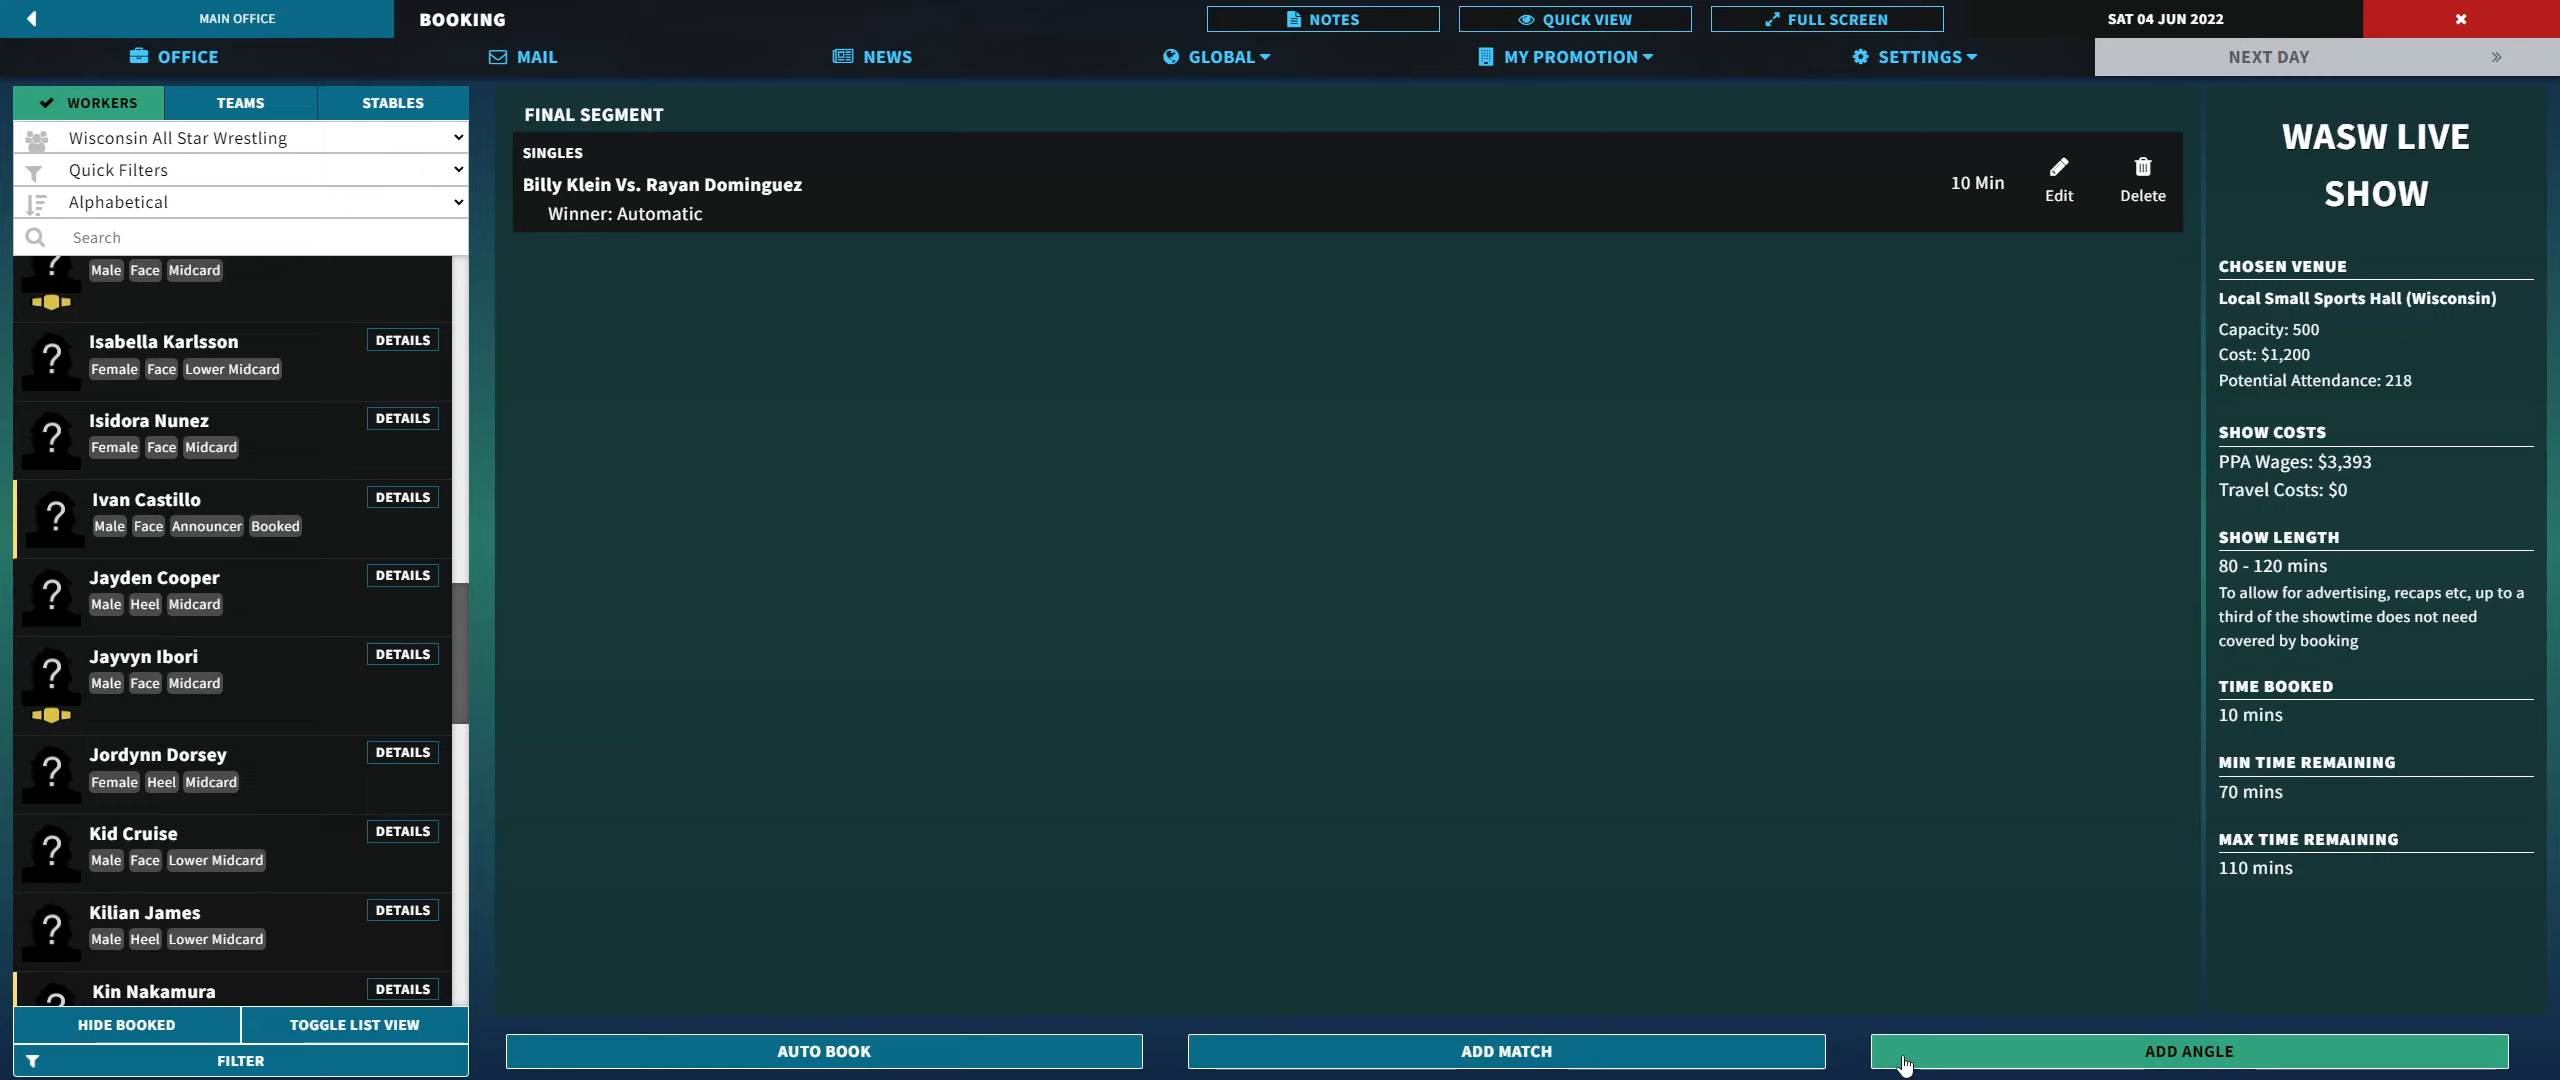 MAIN OFFICE
BOOKING
NOTES
QUICK VIEW
FULL SCREEN
SAT 04 JUN 2022
OFFICE
MAIL
NEWS
GLOBAL
MY PROMOTION
SETTINGS
NEXT DAY
WORKERS
TEAMS
STABLES
Wisconsin All Star Wrestling
Quick Filters
Alphabetical
Search
Male Face Midcard
Isabella Karlsson
DETAILS
Female Face Lower Midcard
Isidora Nunez
DETAILS
Female Face Midcard
Ivan Castillo
DETAILS
Male Face Announcer Booked
Jayden Cooper
DETAILS
Male Heel Midcard
Jayvyn Ibori
DETAILS
Male Face Midcard
Jordynn Dorsey
DETAILS
Female Heel Midcard
Kid Cruise
DETAILS
Male Face Lower Midcard
Kilian James
DETAILS
Male Heel Lower Midcard
Kin Nakamura
DETAILS
HIDE BOOKED
TOGGLE LIST VIEW
FILTER
FINAL SEGMENT
SINGLES
Billy Klein Vs. Rayan Dominguez
Winner: Automatic
10 Min
Edit
Delete
AUTO BOOK
ADD MATCH
ADD ANGLE
WASW LIVE
SHOW
CHOSEN VENUE
Local Small Sports Hall (Wisconsin)
Capacity: 500
Cost: $1,200
Potential Attendance: 218
SHOW COSTS
PPA Wages: $3,393
Travel Costs: $0
SHOW LENGTH
80 - 120 mins
To allow for advertising, recaps etc, up to a
third of the showtime does not need
covered by booking
TIME BOOKED
10 mins
MIN TIME REMAINING
70 mins
MAX TIME REMAINING
110 mins